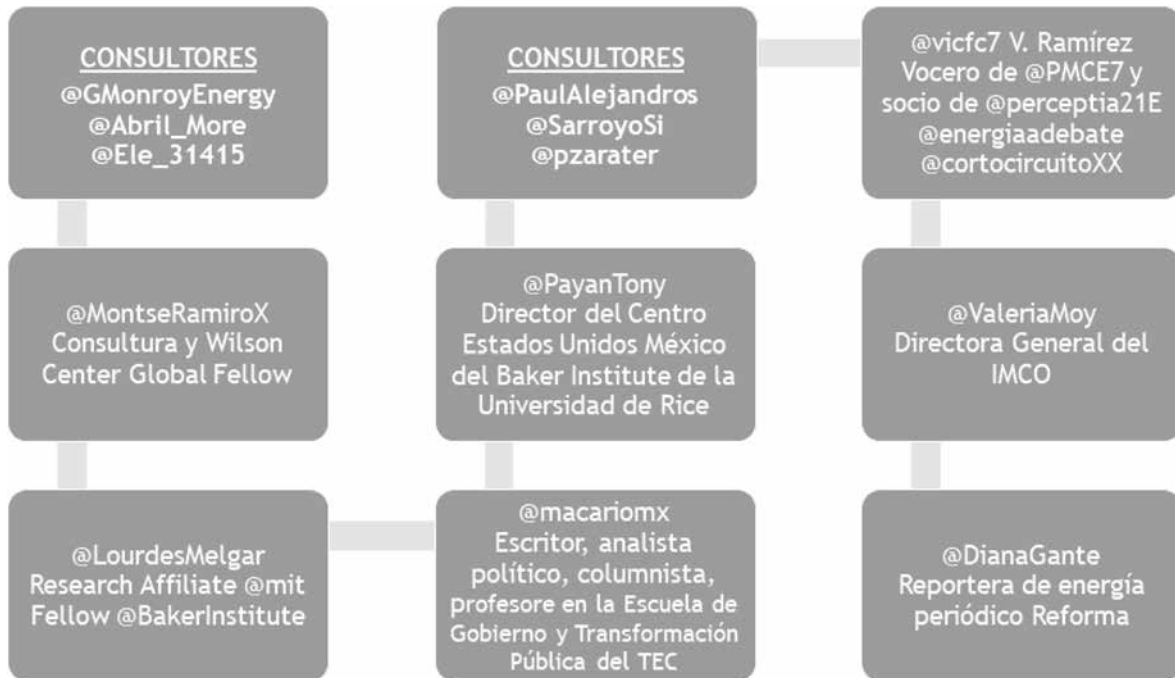 CONSULTORES
@GMonroyEnergy
@Abril_More
@Ele_31415
@MontseRamiroX
Consultura y Wilson
Center Global Fellow
@LourdesMelgar
Research Affiliate @mit
Fellow @BakerInstitute
@macariomx
Escritor, analista
político, columnista,
profesore en la Escuela de
Gobierno y Transformación
Pública del TEC
@PayanTony
Director del Centro
Estados Unidos México
del Baker Institute de la
Universidad de Rice
CONSULTORES
@PaulAlejandros
@SarroyoSi
@pzarater
@vicfc7 V. Ramírez
Vocero de @PMCE7 y
socio de @perceptia21E
@energiaadebate
@cortocircuitoXX
@ValeriaMoy
Directora General del
IMCO
@DianaGante
Reportera de energía
periódico Reforma